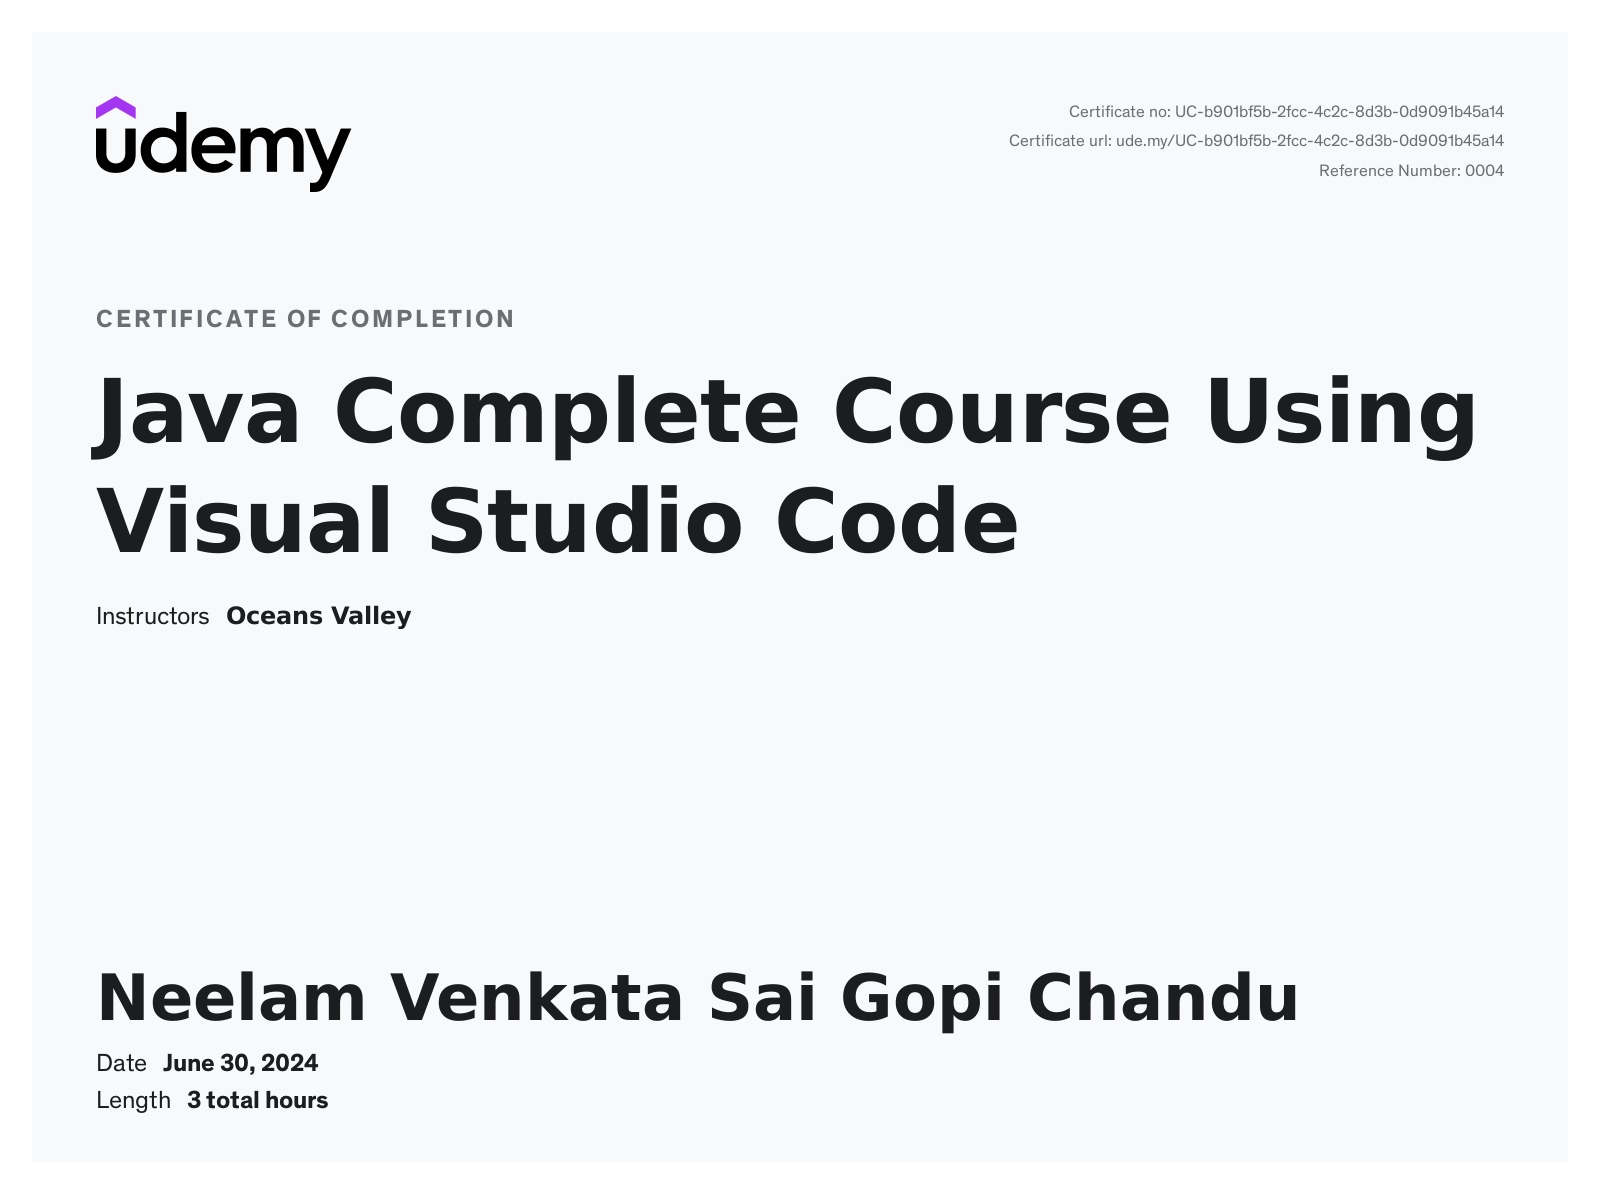 udemy
Certificate no: UC-b901bf5b-2fcc-4c2c-8d3b-0d9091b45a14
Certificate url: ude.my/UC-b901bf5b-2fcc-4c2c-8d3b-0d9091b45a14
Reference Number: 0004
CERTIFICATE OF COMPLETION
Java Complete Course Using
Visual Studio Code
Instructors Oceans Valley
Neelam Venkata Sai Gopi Chandu
Date June 30, 2024
Length 3 total hours